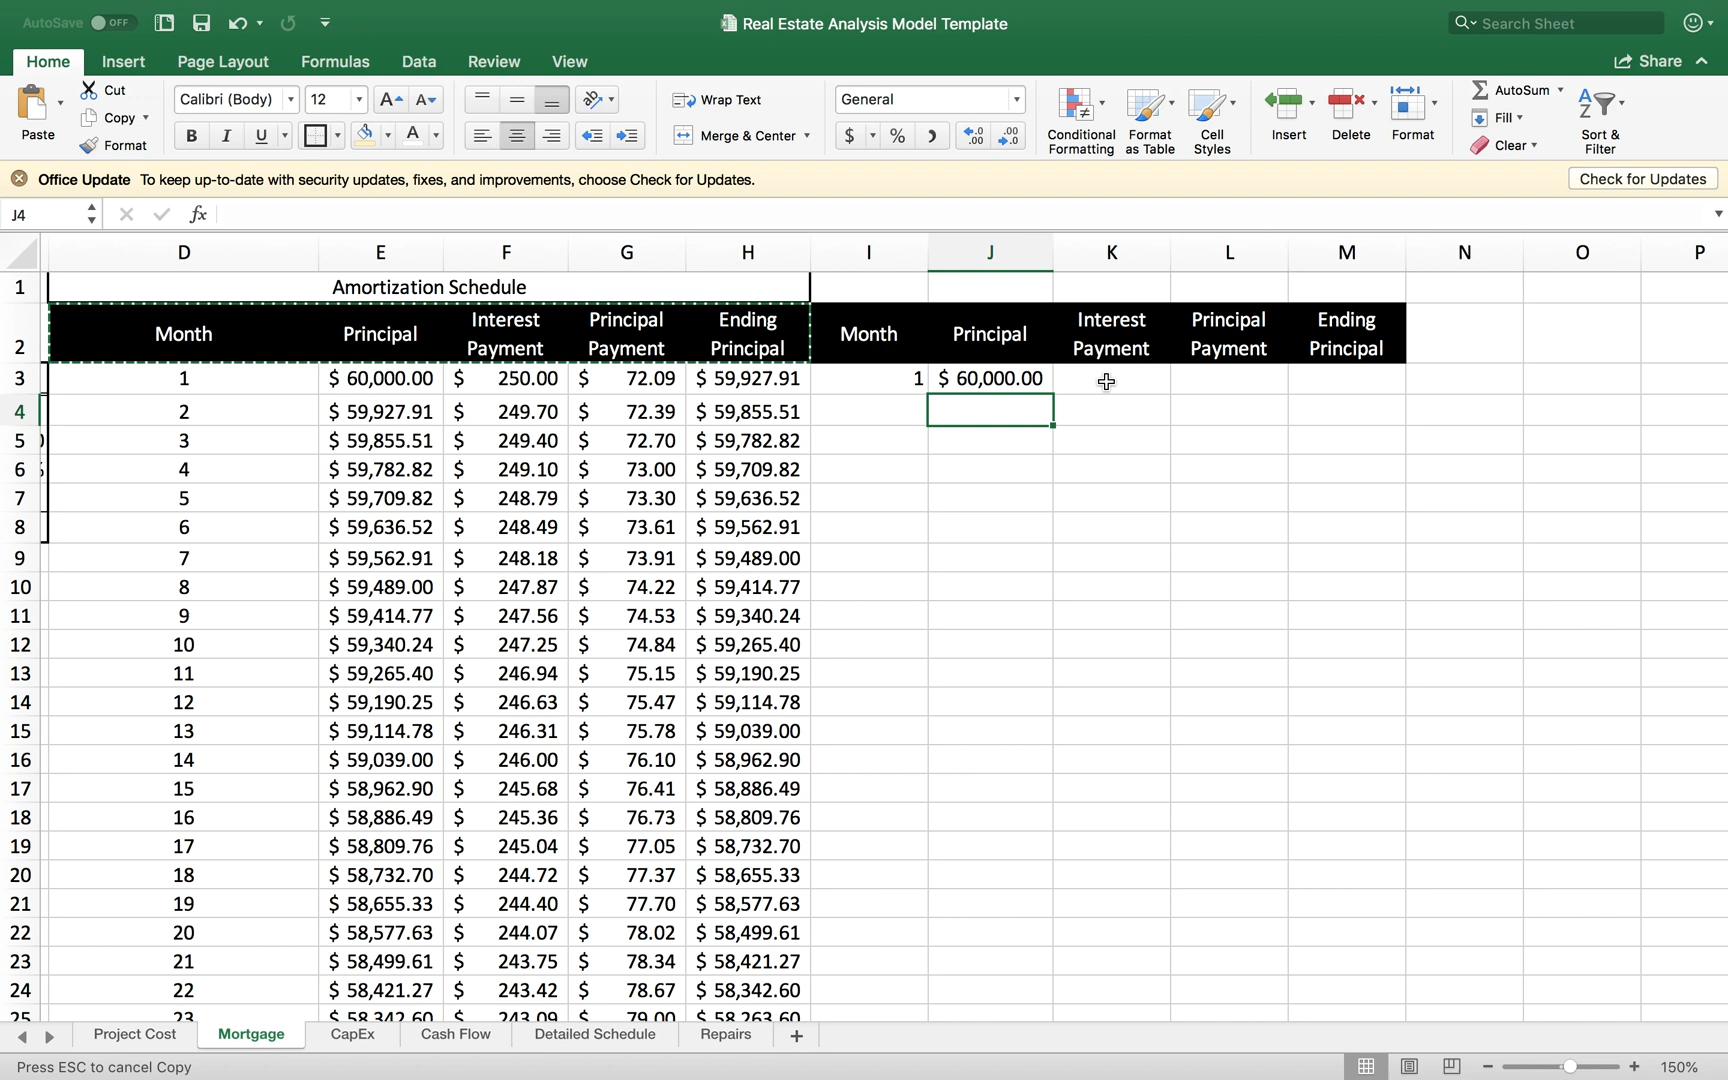 AutoSave OFF
Real Estate Analysis Model Template
Search Sheet
Home Insert Page Layout Formulas Data Review View
Share
Paste
Cut
Copy
Format
Calibri (Body) 12
B I U A
Wrap Text
Merge & Center
General
$ % )
Conditional Formatting
Format as Table
Cell Styles
Insert
Delete
Format
AutoSum
Fill
Clear
Sort & Filter
Office Update To keep up-to-date with security updates, fixes, and improvements, choose Check for Updates.
Check for Updates
J4 fx
D E F G H I J K L M N O P
1 Amortization Schedule
2 Month Principal Interest Payment Principal Payment Ending Principal Month Principal Interest Payment Principal Payment Ending Principal
3 1 $ 60,000.00 $ 250.00 $ 72.09 $ 59,927.91 1 $ 60,000.00
4 2 $ 59,927.91 $ 249.70 $ 72.39 $ 59,855.51
5 3 $ 59,855.51 $ 249.40 $ 72.70 $ 59,782.82
6 4 $ 59,782.82 $ 249.10 $ 73.00 $ 59,709.82
7 5 $ 59,709.82 $ 248.79 $ 73.30 $ 59,636.52
8 6 $ 59,636.52 $ 248.49 $ 73.61 $ 59,562.91
9 7 $ 59,562.91 $ 248.18 $ 73.91 $ 59,489.00
10 8 $ 59,489.00 $ 247.87 $ 74.22 $ 59,414.77
11 9 $ 59,414.77 $ 247.56 $ 74.53 $ 59,340.24
12 10 $ 59,340.24 $ 247.25 $ 74.84 $ 59,265.40
13 11 $ 59,265.40 $ 246.94 $ 75.15 $ 59,190.25
14 12 $ 59,190.25 $ 246.63 $ 75.47 $ 59,114.78
15 13 $ 59,114.78 $ 246.31 $ 75.78 $ 59,039.00
16 14 $ 59,039.00 $ 246.00 $ 76.10 $ 58,962.90
17 15 $ 58,962.90 $ 245.68 $ 76.41 $ 58,886.49
18 16 $ 58,886.49 $ 245.36 $ 76.73 $ 58,809.76
19 17 $ 58,809.76 $ 245.04 $ 77.05 $ 58,732.70
20 18 $ 58,732.70 $ 244.72 $ 77.37 $ 58,655.33
21 19 $ 58,655.33 $ 244.40 $ 77.70 $ 58,577.63
22 20 $ 58,577.63 $ 244.07 $ 78.02 $ 58,499.61
23 21 $ 58,499.61 $ 243.75 $ 78.34 $ 58,421.27
24 22 $ 58,421.27 $ 243.42 $ 78.67 $ 58,342.60
25 23 $ 58,342.60 $ 243.09 $ 79.00 $ 58,263.60
Project Cost Mortgage CapEx Cash Flow Detailed Schedule Repairs +
Press ESC to cancel Copy
150%